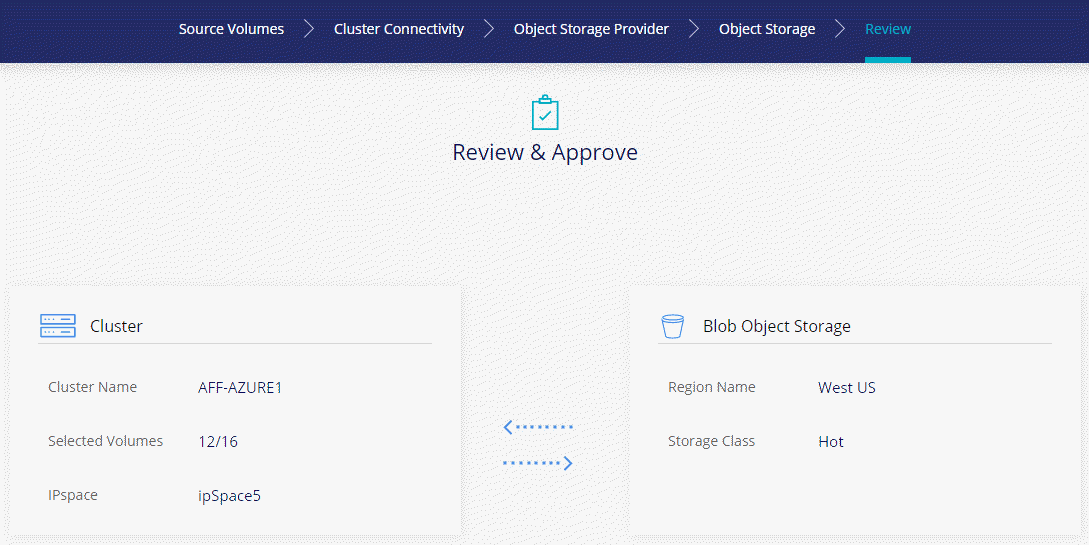 Source Volumes Cluster Connectivity Object Storage Provider Object Storage Review
Review & Approve
Cluster
Cluster Name AFF-AZURE1
Selected Volumes 12/16
IPspace ipSpace5
Blob Object Storage
Region Name West US
Storage Class Hot